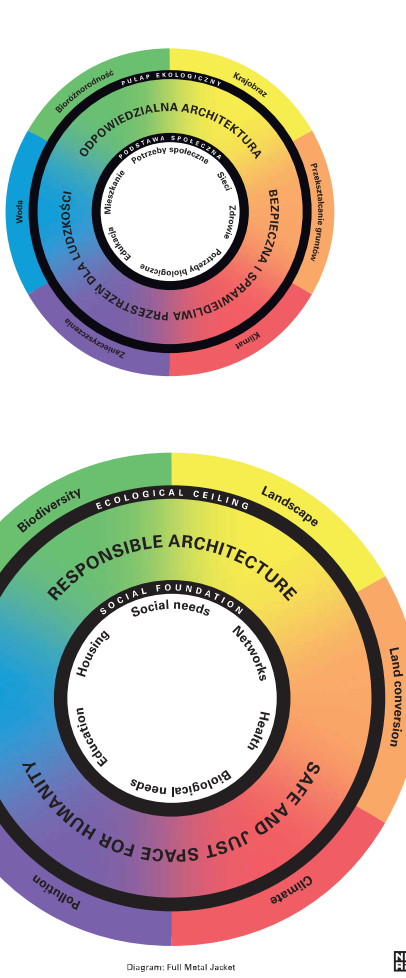 Bioróżnorodność
Krajobraz
PUŁAP EKOLOGICZNY
ODPOWIEDZIALNA ARCHITEKTURA
PODSTAWA SPOŁECZNA
Potrzeby społeczne
Sieci
Mieszkanie
Zdrowie
Edukacja
Potrzeby biologiczne
Woda
Przekształcanie gruntów
BEZPIECZNA I SPRAWIEDLIWA PRZESTRZEŃ DLA LUDZKOŚCI
Zanieczyszczenia
Klimat
Biodiversity
Landscape
ECOLOGICAL CEILING
RESPONSIBLE ARCHITECTURE
SOCIAL FOUNDATION
Social needs
Networks
Housing
Health
Education
Biological needs
Land conversion
SAFE AND JUST SPACE FOR HUMANITY
Pollution
Climate
Diagram: Full Metal Jacket